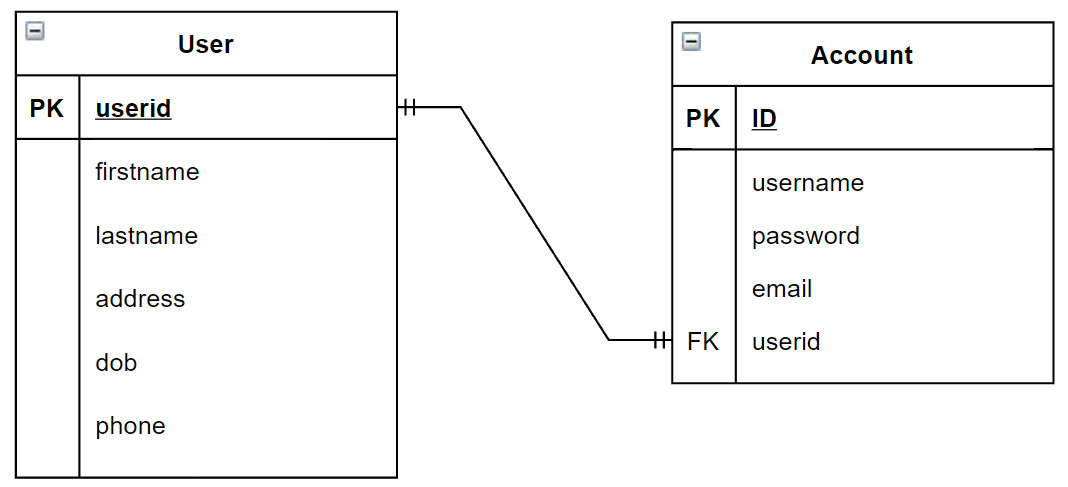 User
PK userid
firstname
lastname
address
dob
phone
Account
PK ID
username
password
email
FK userid